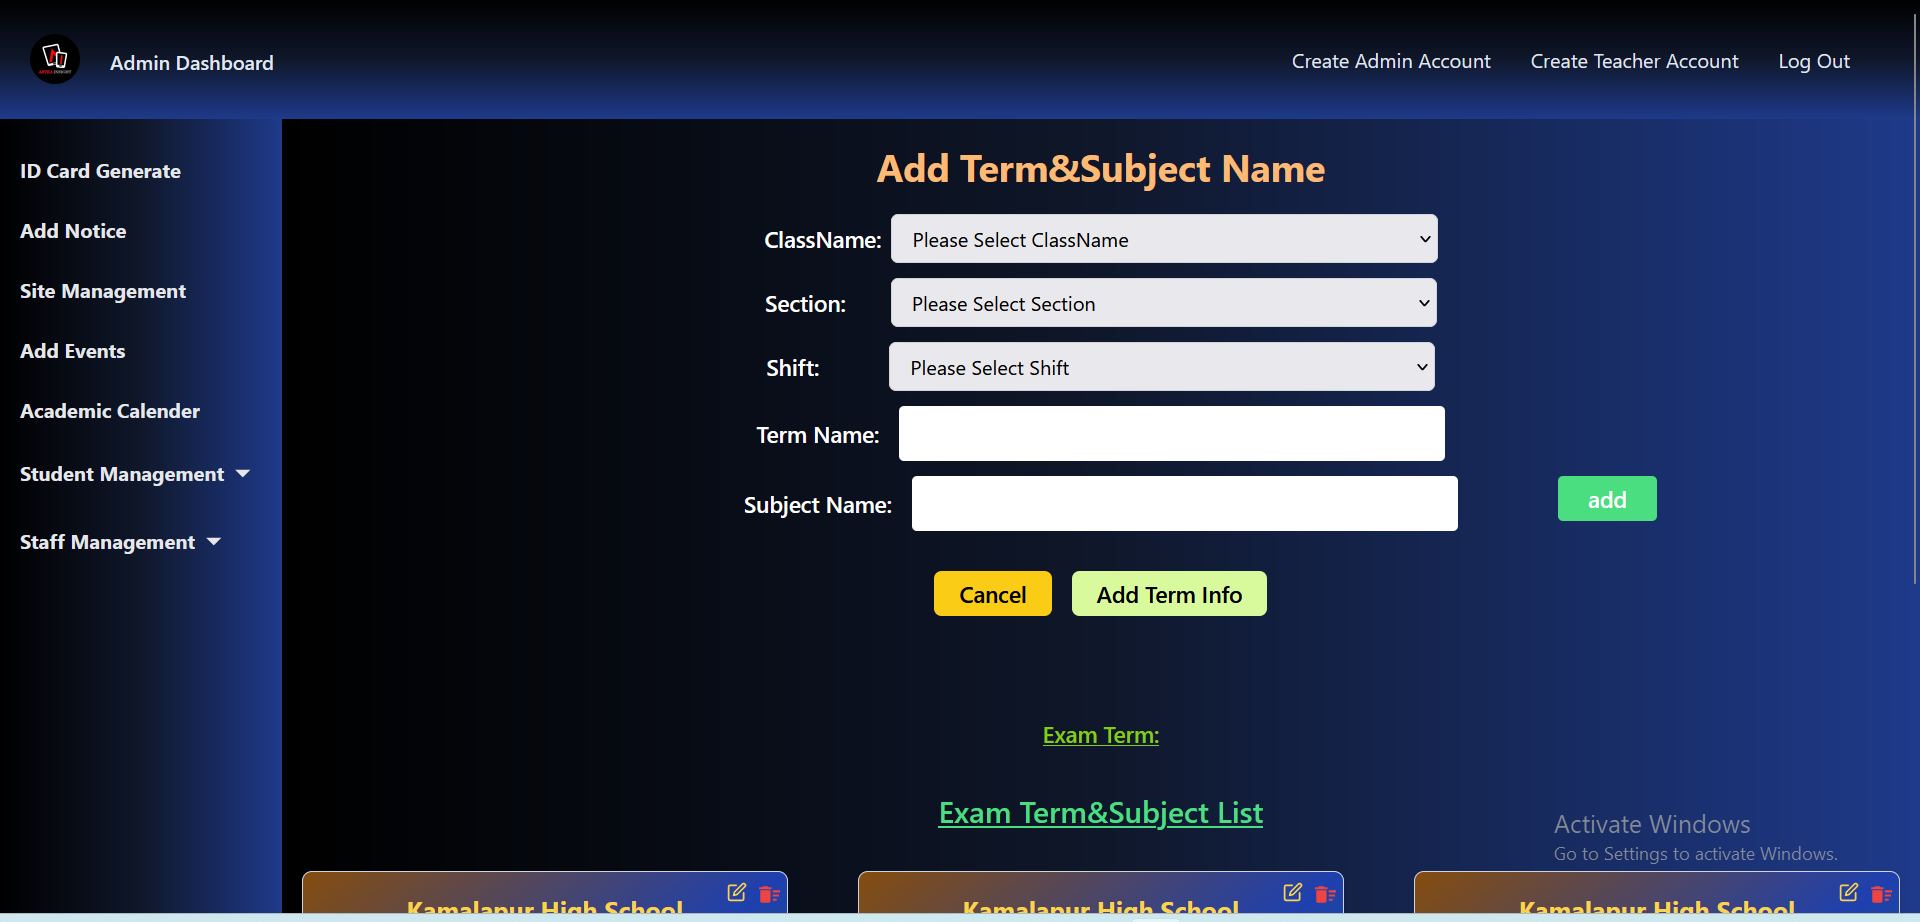 Admin Dashboard
Create Admin Account
Create Teacher Account
Log Out
ID Card Generate
Add Notice
Site Management
Add Events
Academic Calender
Student Management
Staff Management
Add Term&Subject Name
ClassName: Please Select ClassName
Section: Please Select Section
Shift: Please Select Shift
Term Name:
Subject Name:
add
Cancel
Add Term Info
Exam Term:
Exam Term&Subject List
Activate Windows
Go to Settings to activate Windows.
Kamalapur High School
Kamalapur High School
Kamalapur High School